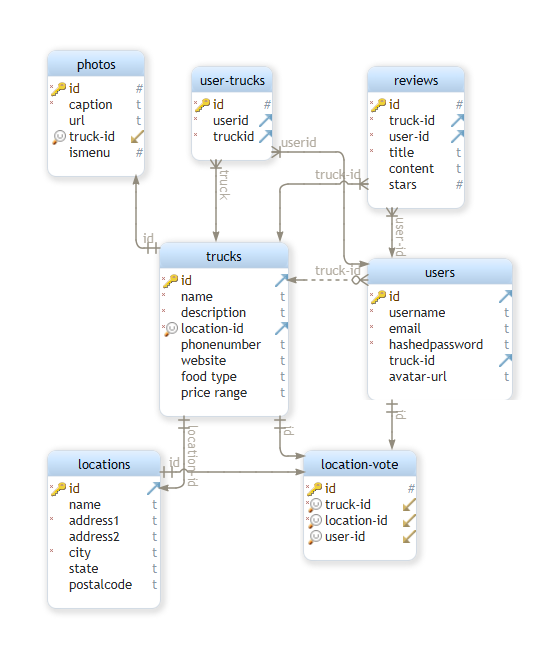 photos
* id #
* caption t
url t
truck-id
ismenu #
user-trucks
* id #
* userid
* truckid
reviews
* id #
* truck-id
* user-id
* title t
content t
stars #
userid
truck
truck-id
user-id
id
trucks
* id
* name t
* description t
* location-id
phonenumber t
website t
food type t
price range t
truck-id
users
* id
* username t
* email t
* hashedpassword t
truck-id
avatar-url t
location-id
id
id
id
locations
* id
name t
* address1 t
address2 t
* city t
state t
postalcode t
location-vote
* id #
* truck-id
* location-id
user-id